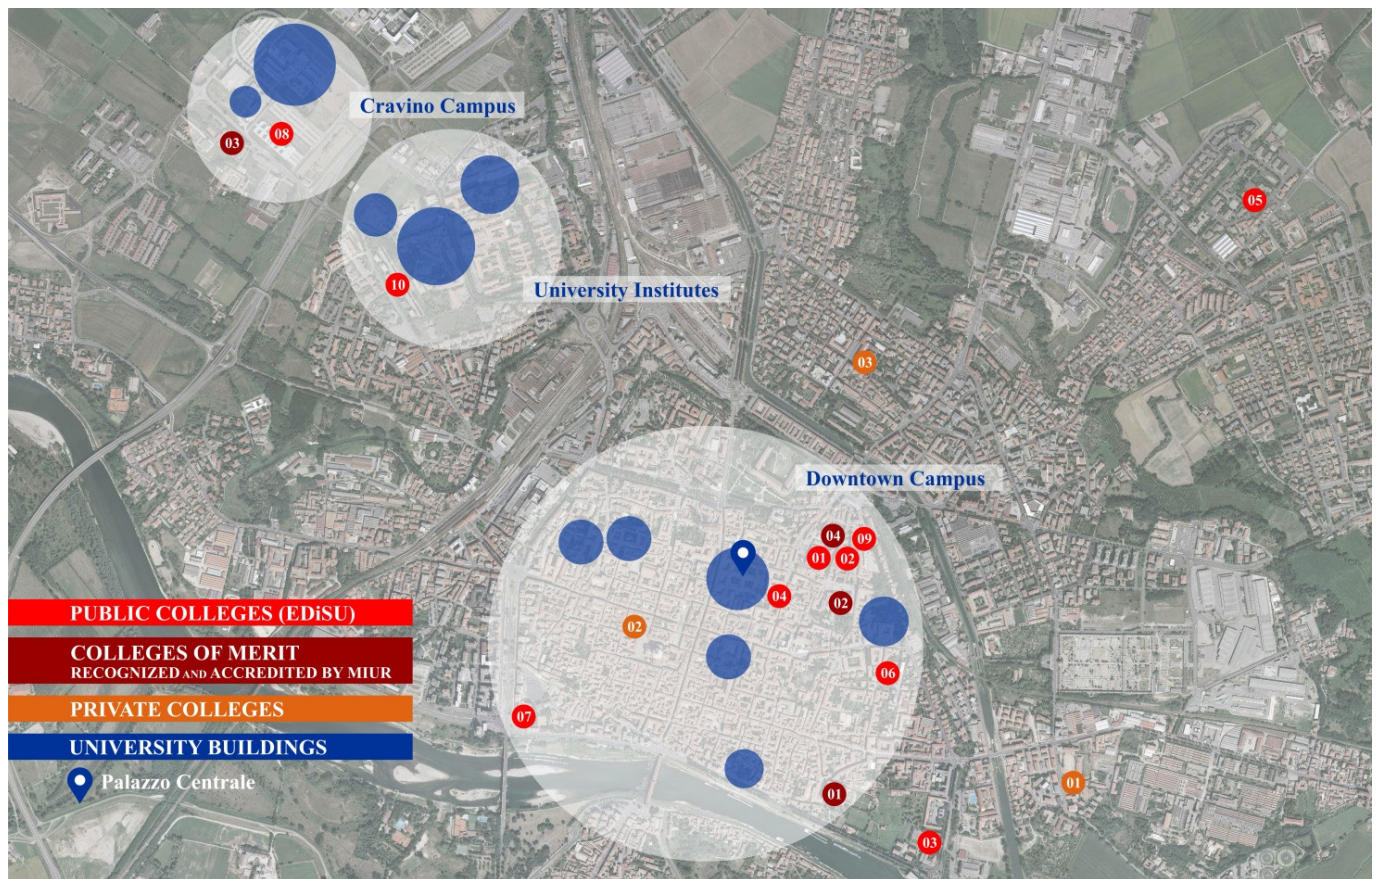 Cravino Campus
03
08
05
10
University Institutes
03
Downtown Campus
04
09
01
02
04
02
02
06
07
01
01
03
PUBLIC COLLEGES (EDiSU)
COLLEGES OF MERIT
RECOGNIZED AND ACCREDITED BY MIUR
PRIVATE COLLEGES
UNIVERSITY BUILDINGS
Palazzo Centrale